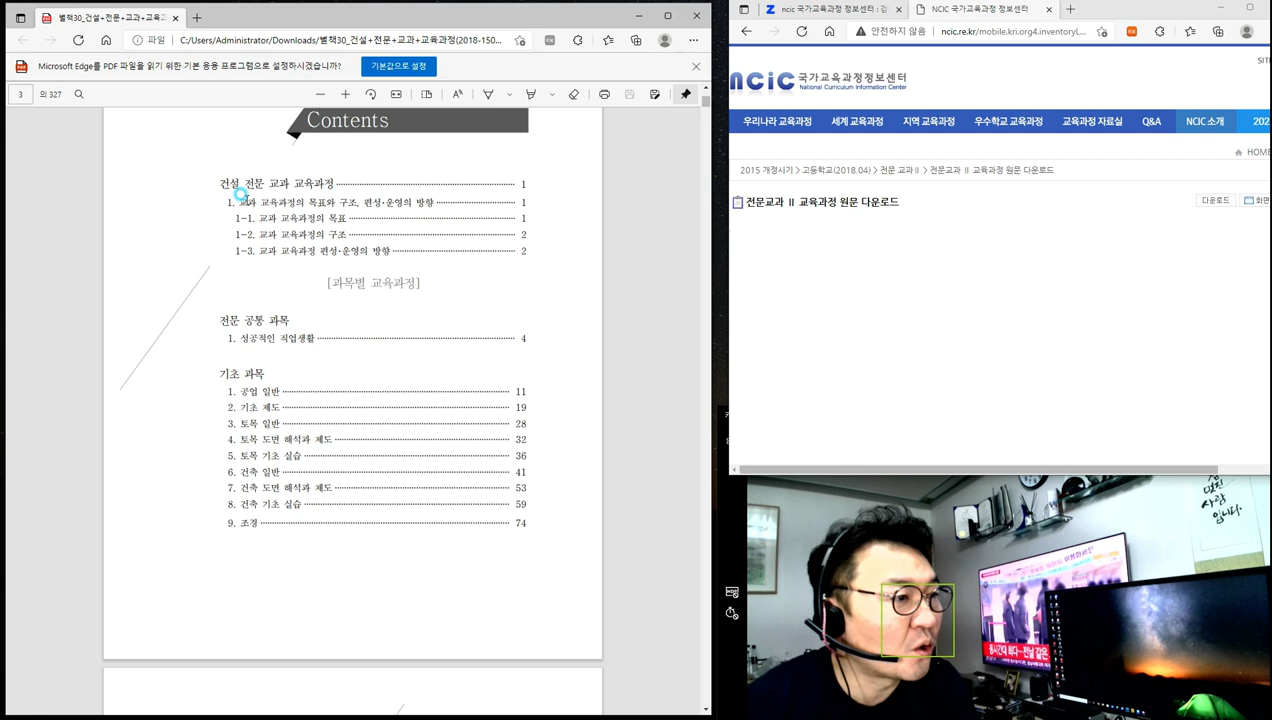 별책30_건설+전문+교과+교육과
파일
C:/Users/Administrator/Downloads/별책30_건설+전문+교과+교육과정(2018-150...
Microsoft Edge를 PDF 파일을 읽기 위한 기본 응용 프로그램으로 설정하시겠습니까?
기본값으로 설정
3 의 327
Contents
건설 전문 교과 교육과정 1
1. 교과 교육과정의 목표와 구조, 편성·운영의 방향 1
1-1. 교과 교육과정의 목표 1
1-2. 교과 교육과정의 구조 2
1-3. 교과 교육과정 편성·운영의 방향 2
[과목별 교육과정]
전문 공통 과목
1. 성공적인 직업생활 4
기초 과목
1. 공업 일반 11
2. 기초 제도 19
3. 토목 일반 28
4. 토목 도면 해석과 제도 32
5. 토목 기초 실습 36
6. 건축 일반 41
7. 건축 도면 해석과 제도 53
8. 건축 기초 실습 59
9. 조경 74
ncic 국가교육과정 정보센터 : 검
NCIC 국가교육과정 정보센터
안전하지 않음
ncic.re.kr/mobile.kri.org4.inventoryL...
SIT
ncic 국가교육과정정보센터
National Curriculum Information Center
우리나라 교육과정 세계 교육과정 지역 교육과정 우수학교 교육과정 교육과정 자료실 Q&A NCIC 소개 202
HOME
2015 개정시기 > 고등학교(2018.04) > 전문 교과Ⅱ > 전문교과 Ⅱ 교육과정 원문 다운로드
전문교과 Ⅱ 교육과정 원문 다운로드
다운로드
화면
사람
입니다.